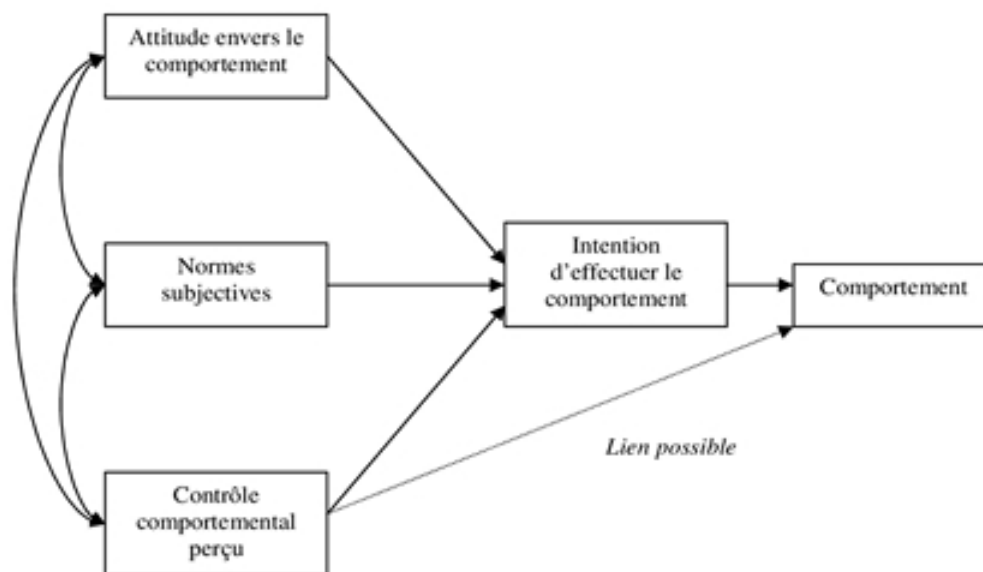 Attitude envers le
comportement
Normes
subjectives
Intention
d'effectuer le
comportement
Comportement
Lien possible
Contrôle
comportemental
perçu